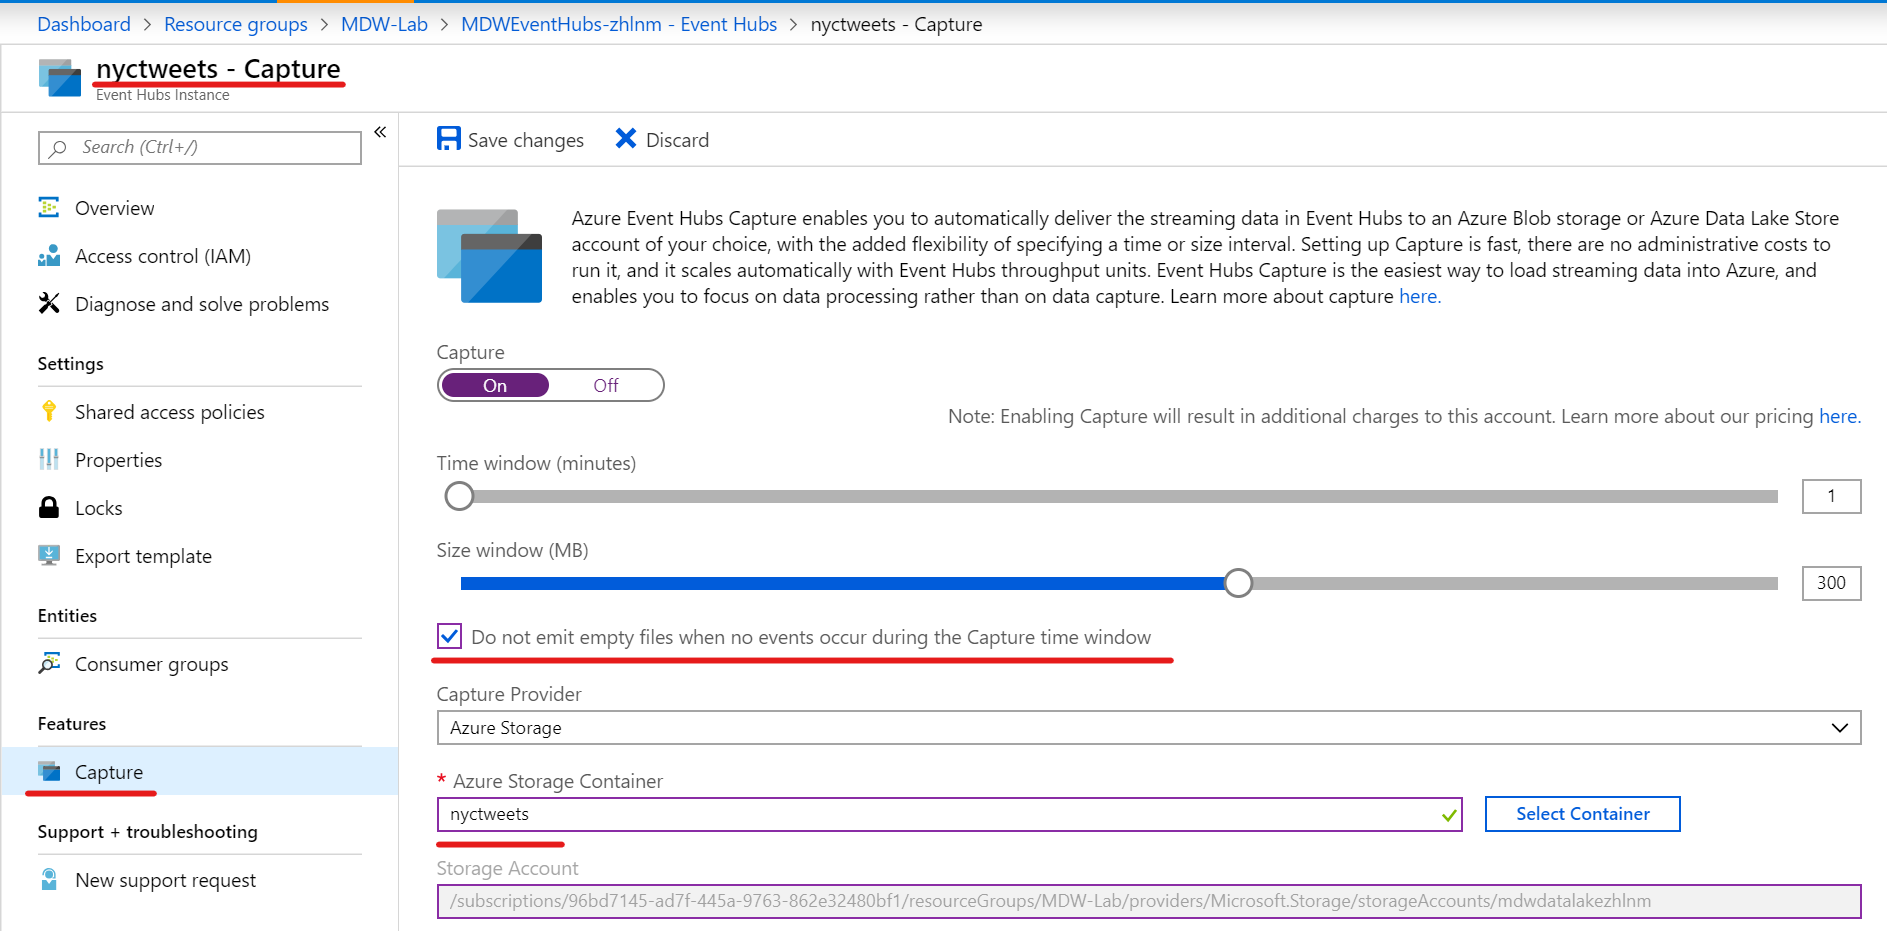 Dashboard > Resource groups > MDW-Lab > MDWEventHubs-zhlnm - Event Hubs > nyctweets - Capture
nyctweets - Capture
Event Hubs Instance
Search (Ctrl+/)
«
Overview
Access control (IAM)
Diagnose and solve problems
Settings
Shared access policies
Properties
Locks
Export template
Entities
Consumer groups
Features
Capture
Support + troubleshooting
New support request
Save changes
Discard
Azure Event Hubs Capture enables you to automatically deliver the streaming data in Event Hubs to an Azure Blob storage or Azure Data Lake Store
account of your choice, with the added flexibility of specifying a time or size interval. Setting up Capture is fast, there are no administrative costs to
run it, and it scales automatically with Event Hubs throughput units. Event Hubs Capture is the easiest way to load streaming data into Azure, and
enables you to focus on data processing rather than on data capture. Learn more about capture here.
Capture
On Off
Note: Enabling Capture will result in additional charges to this account. Learn more about our pricing here.
Time window (minutes)
1
Size window (MB)
300
Do not emit empty files when no events occur during the Capture time window
Capture Provider
Azure Storage
* Azure Storage Container
nyctweets
Select Container
Storage Account
/subscriptions/96bd7145-ad7f-445a-9763-862e32480bf1/resourceGroups/MDW-Lab/providers/Microsoft.Storage/storageAccounts/mdwdatalakezhlnm